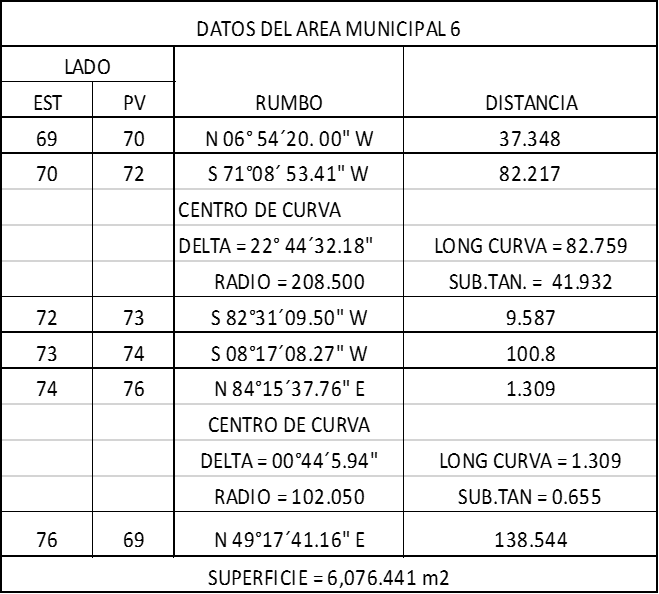 DATOS DEL AREA MUNICIPAL 6
LADO
EST PV RUMBO DISTANCIA
69 70 N 06° 54´20. 00" W 37.348
70 72 S 71°08´ 53.41" W 82.217
CENTRO DE CURVA
DELTA = 22° 44´32.18" LONG CURVA = 82.759
RADIO = 208.500 SUB.TAN. = 41.932
72 73 S 82°31´09.50" W 9.587
73 74 S 08°17´08.27" W 100.8
74 76 N 84°15´37.76" E 1.309
CENTRO DE CURVA
DELTA = 00°44´5.94" LONG CURVA = 1.309
RADIO = 102.050 SUB.TAN = 0.655
76 69 N 49°17´41.16" E 138.544
SUPERFICIE = 6,076.441 m2